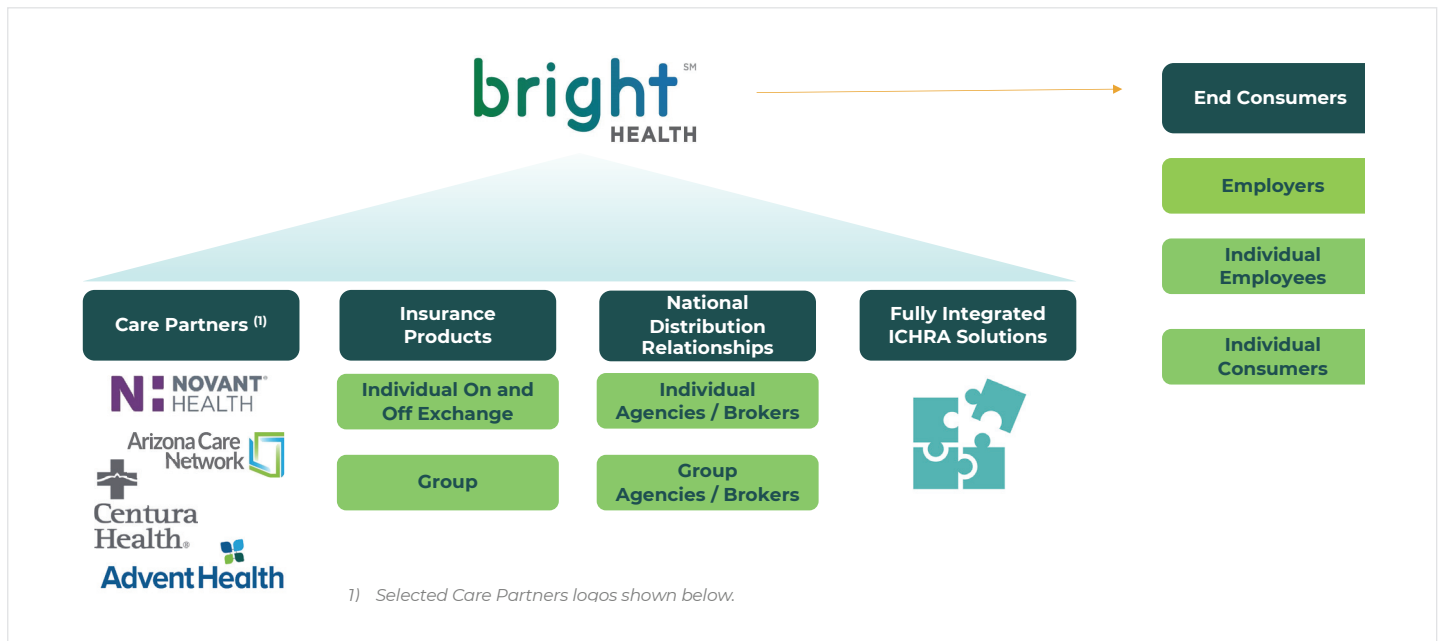 bright SM
HEALTH
End Consumers
Employers
Individual
Employees
Individual
Consumers
Care Partners (1)
NOVANT®
HEALTH
Arizona Care
Network
Centura
Health®
AdventHealth
Insurance
Products
Individual On and
Off Exchange
Group
National
Distribution
Relationships
Individual
Agencies / Brokers
Group
Agencies / Brokers
Fully Integrated
ICHRA Solutions
1) Selected Care Partners logos shown below.